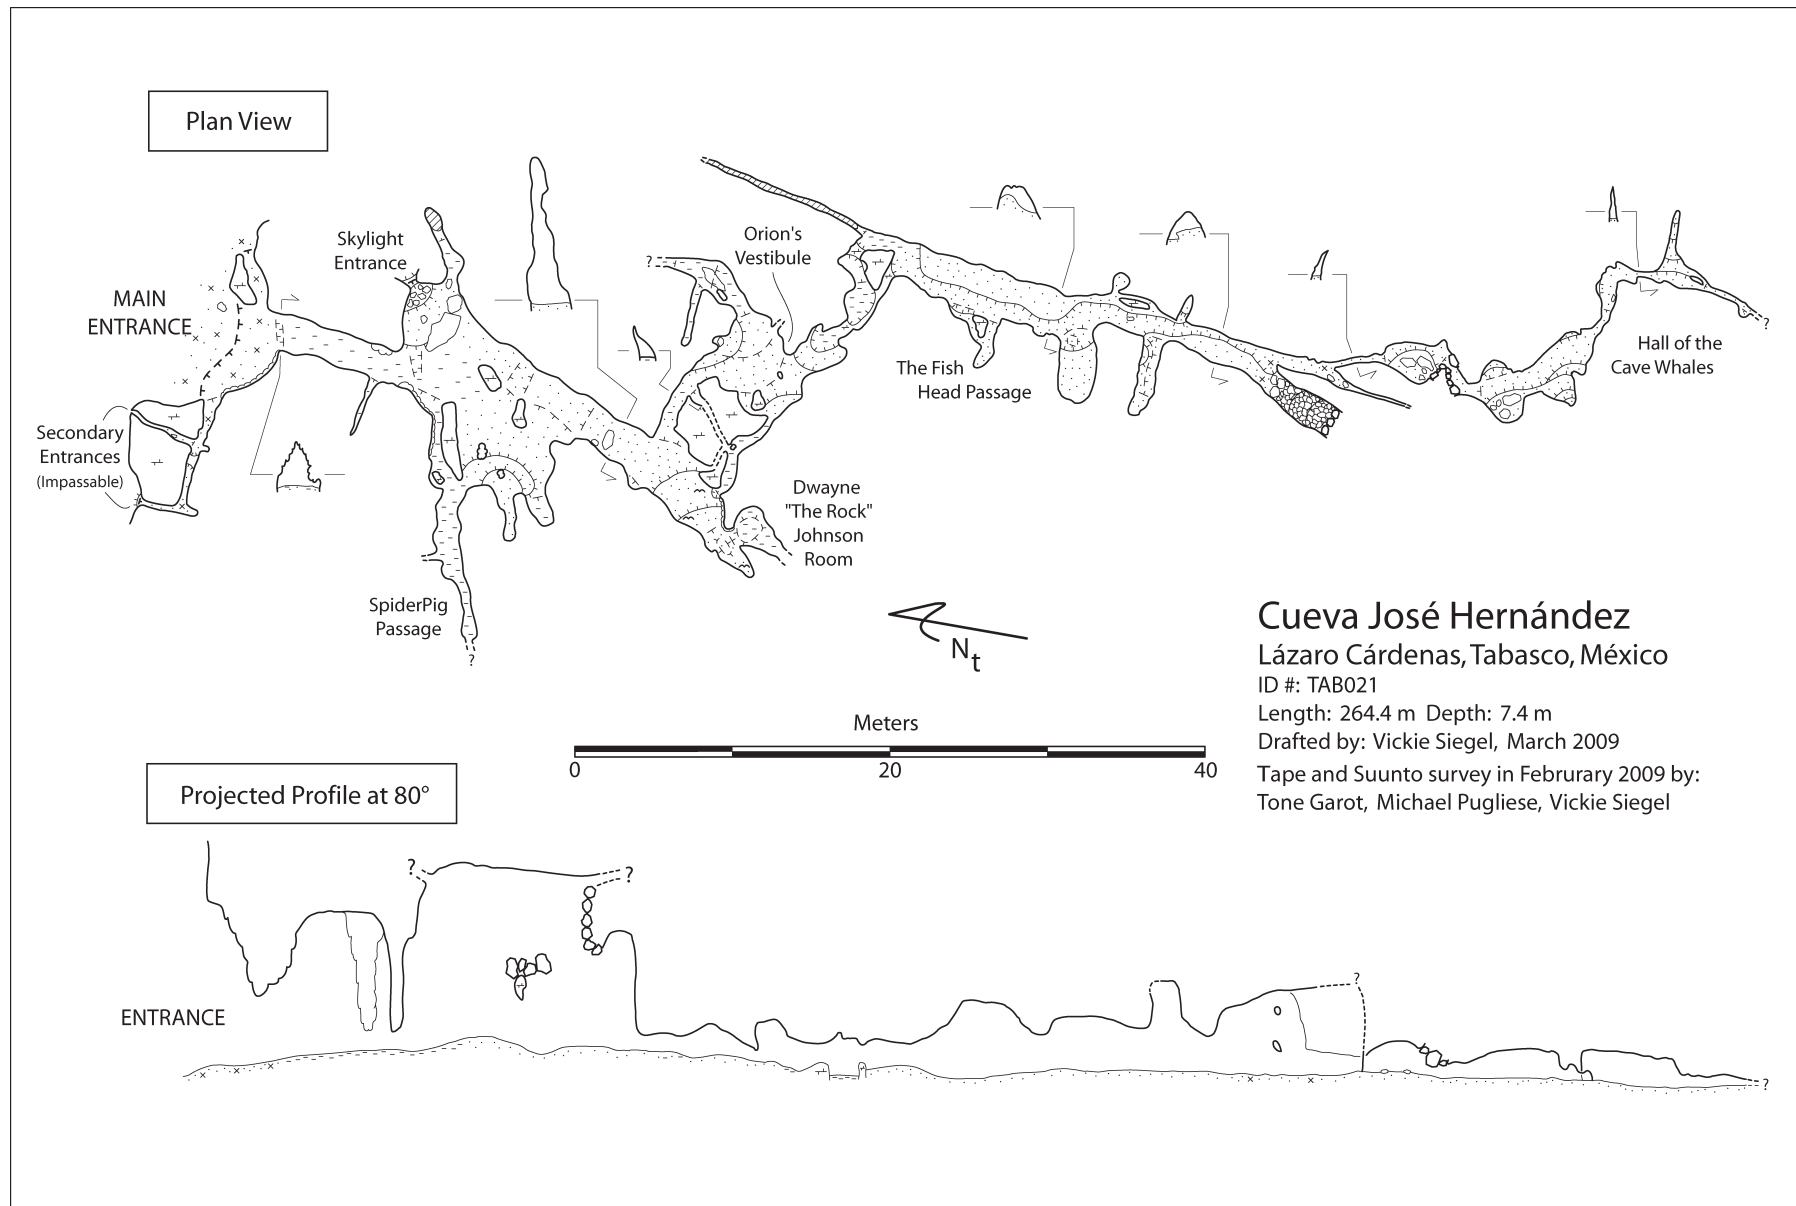 Plan View
Skylight
Entrance
Orion's
Vestibule
?
MAIN
ENTRANCE
Secondary
Entrances
(Impassable)
The Fish
Head Passage
Hall of the
Cave Whales
?
Dwayne
"The Rock"
Johnson
Room
SpiderPig
Passage
?
Nt
Cueva José Hernández
Lázaro Cárdenas, Tabasco, México
ID #: TAB021
Length: 264.4 m Depth: 7.4 m
Drafted by: Vickie Siegel, March 2009
Tape and Suunto survey in Februrary 2009 by:
Tone Garot, Michael Pugliese, Vickie Siegel
Meters
0 20 40
Projected Profile at 80°
? ?
?
ENTRANCE
?